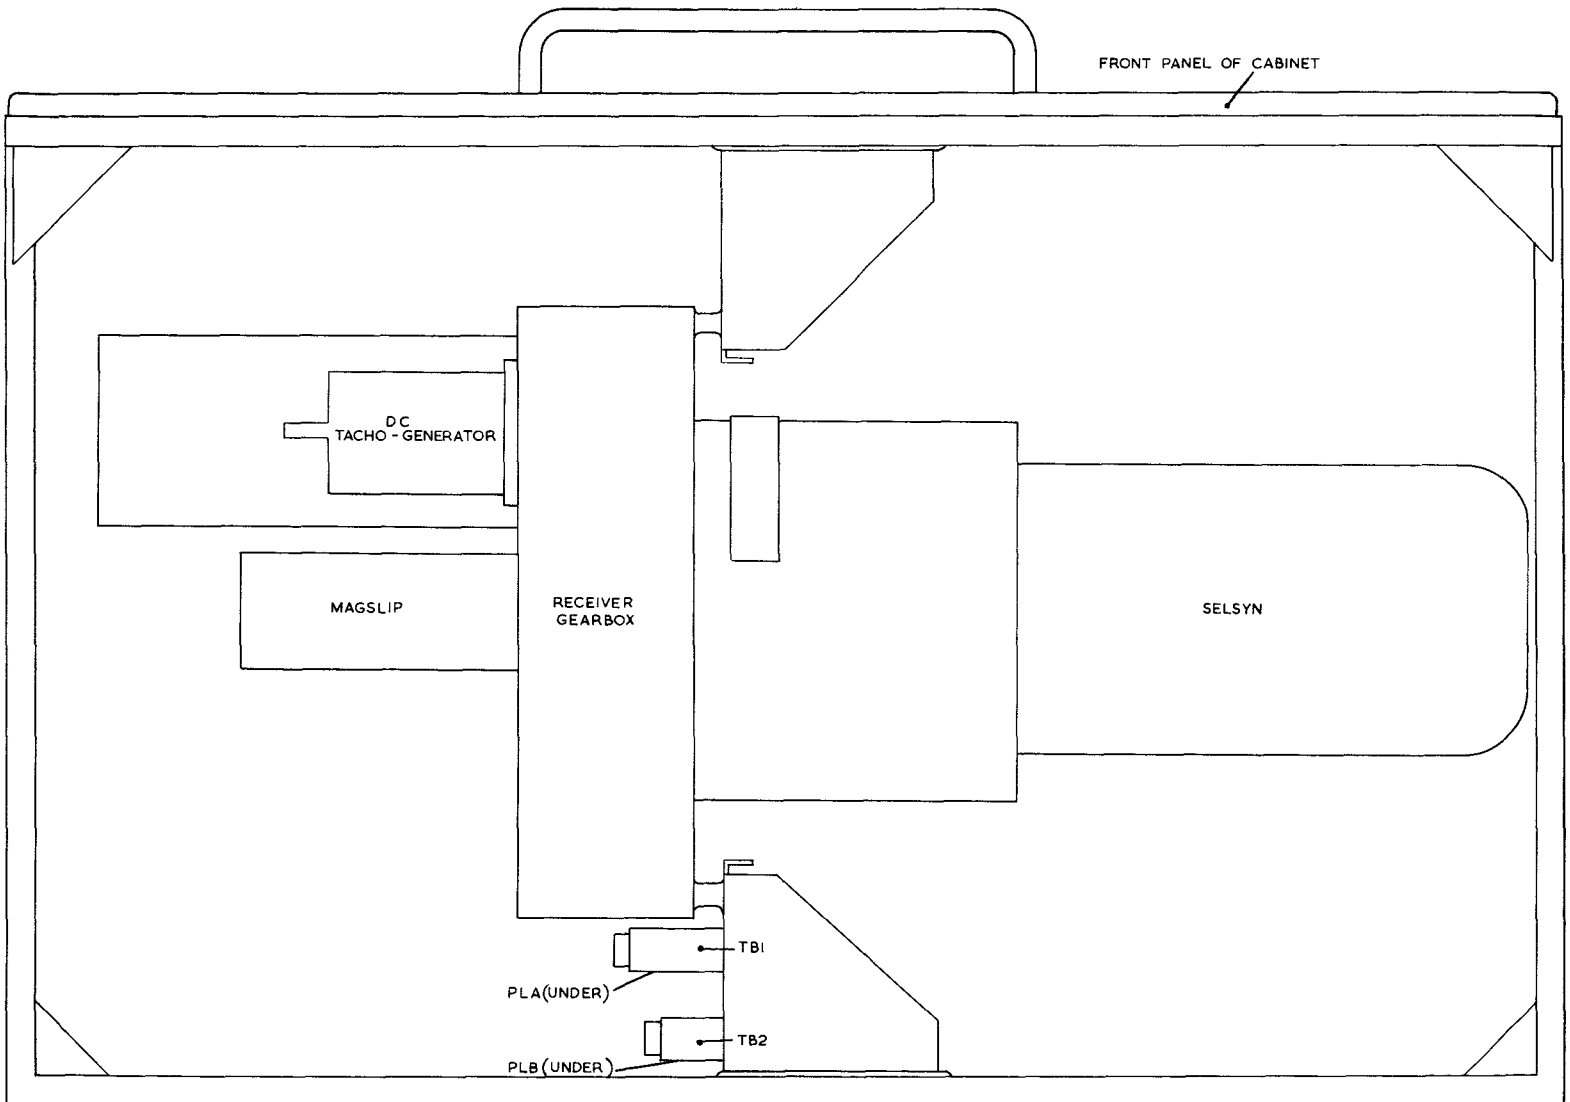 FRONT PANEL OF CABINET
DC
TACHO-GENERATOR
MAGSLIP
RECEIVER
GEARBOX
SELSYN
TB1
PLA (UNDER)
TB2
PLB (UNDER)